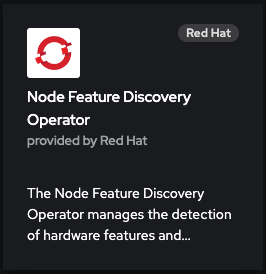 Red Hat
Node Feature Discovery
Operator
provided by Red Hat
The Node Feature Discovery
Operator manages the detection
of hardware features and...